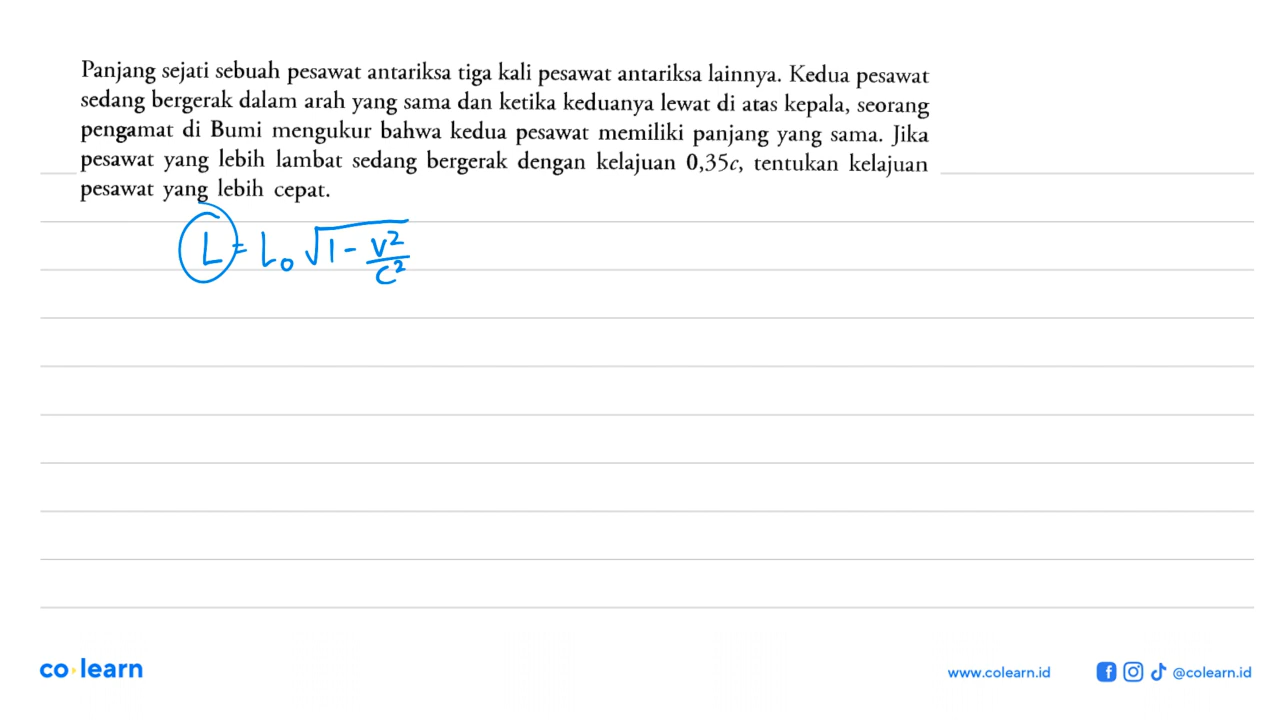 Panjang sejati sebuah pesawat antariksa tiga kali pesawat antariksa lainnya. Kedua pesawat
sedang bergerak dalam arah yang sama dan ketika keduanya lewat di atas kepala, seorang
pengamat di Bumi mengukur bahwa kedua pesawat memiliki panjang yang sama. Jika
pesawat yang lebih lambat sedang bergerak dengan kelajuan 0,35c, tentukan kelajuan
pesawat yang lebih cepat.
L = L₀ √1 - v²/c²
co learn
www.colearn.id @colearn.id